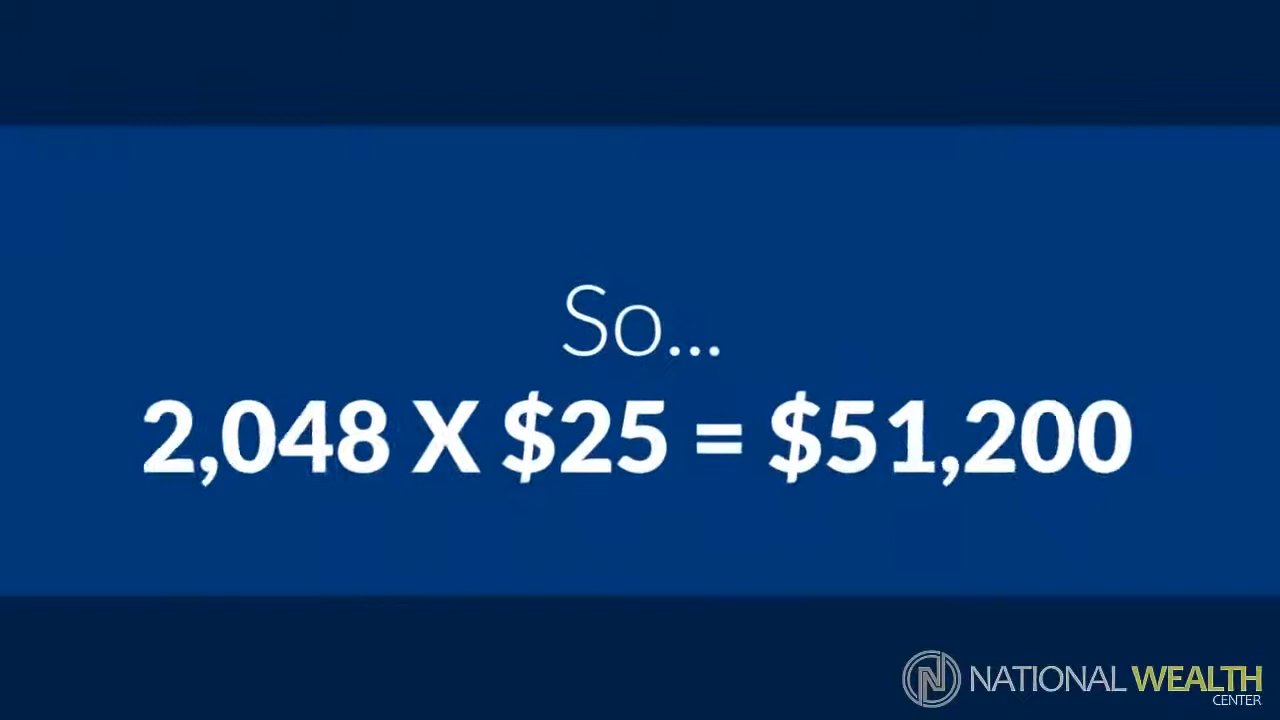 So...
2,048 X $25 = $51,200
NATIONAL WEALTH
CENTER